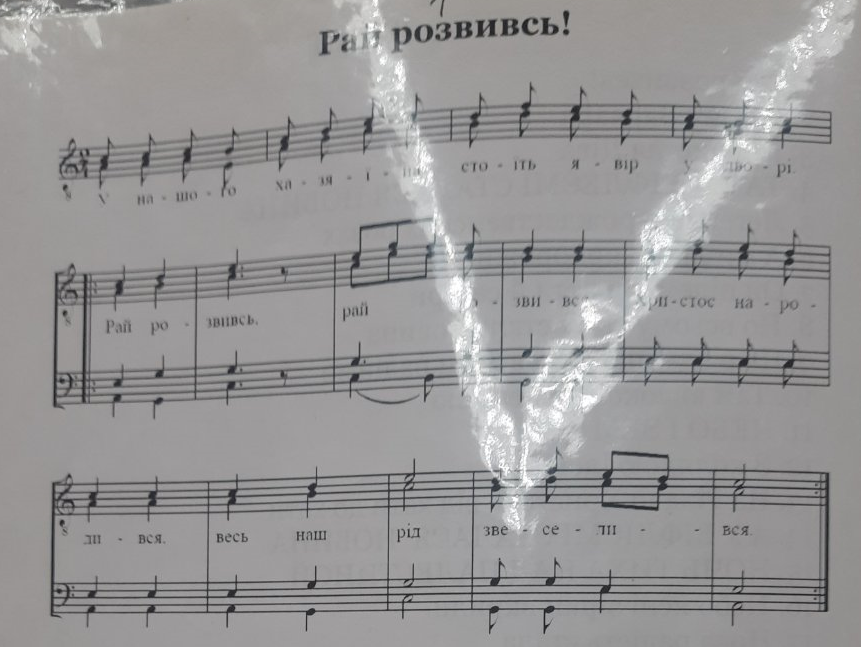 Рай розвивсь!
У на - шо - го ха - зя - ї - на сто - їть я - вір у дво - рі.
Рай ро - звивсь. рай ро - зви - вся. Хри - стос на - ро -
ди - вся. весь наш рід зве - се - ли - вся.